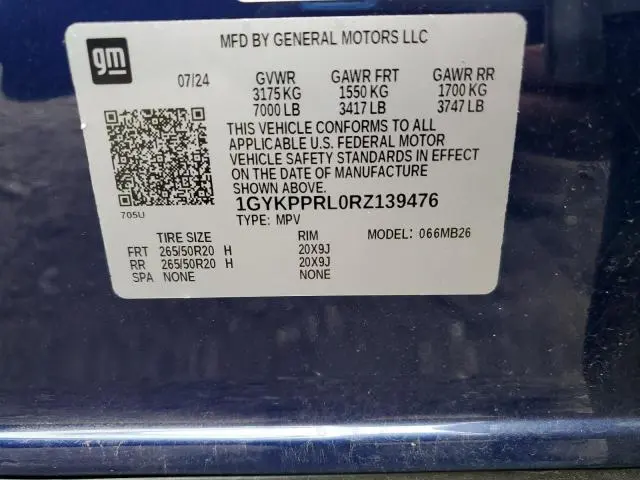 gm
MFD BY GENERAL MOTORS LLC
07/24 GVWR GAWR FRT GAWR RR
3175 KG 1550 KG 1700 KG
7000 LB 3417 LB 3747 LB
THIS VEHICLE CONFORMS TO ALL
APPLICABLE U.S. FEDERAL MOTOR
VEHICLE SAFETY STANDARDS IN EFFECT
ON THE DATE OF MANUFACTURE
SHOWN ABOVE.
705U
1GYKPPRL0RZ139476
TYPE: MPV
TIRE SIZE RIM MODEL: 066MB26
FRT 265/50R20 H 20X9J
RR 265/50R20 H 20X9J
SPA NONE NONE